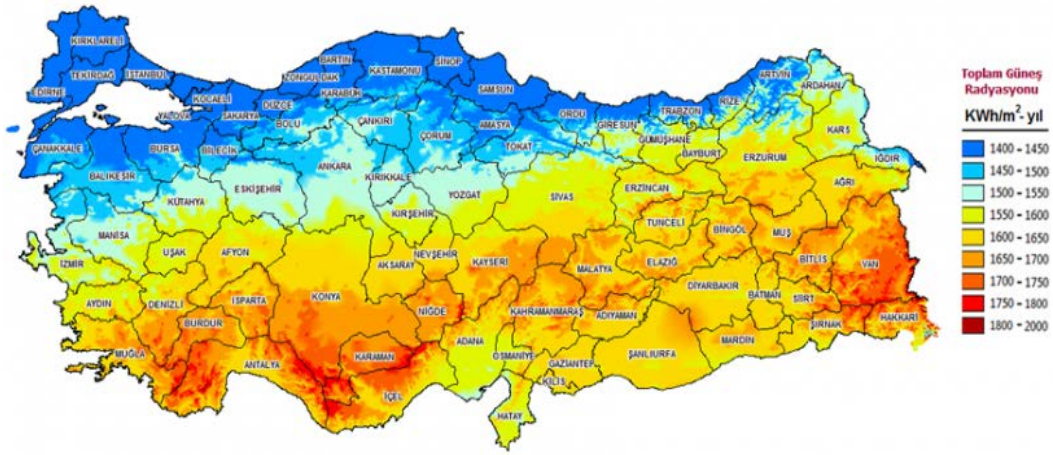 KIRKLARELİ
TEKİRDAĞ
İSTANBUL
EDİRNE
KOCAELİ
YALOVA
SAKARYA
DÜZCE
ZONGULDAK
BARTIN
KARABÜK
KASTAMONU
SİNOP
SAMSUN
ORDU
GİRESUN
TRABZON
RİZE
ARTVİN
ARDAHAN
ÇANAKKALE
BURSA
BİLECİK
BOLU
ÇANKIRI
ÇORUM
AMASYA
TOKAT
GÜMÜŞHANE
BAYBURT
ERZURUM
KARS
IĞDIR
BALIKESİR
KÜTAHYA
ESKİŞEHİR
ANKARA
KIRIKKALE
YOZGAT
SİVAS
ERZİNCAN
AĞRI
MANİSA
UŞAK
AFYON
KIRŞEHİR
NEVŞEHİR
KAYSERİ
TUNCELİ
BİNGÖL
MUŞ
BİTLİS
VAN
İZMİR
AKSARAY
MALATYA
ELAZIĞ
DİYARBAKIR
BATMAN
SİİRT
AYDIN
DENİZLİ
ISPARTA
KONYA
NİĞDE
KAHRAMANMARAŞ
ADIYAMAN
ŞIRNAK
HAKKARİ
BURDUR
MUĞLA
ANTALYA
KARAMAN
ADANA
OSMANİYE
GAZİANTEP
ŞANLIURFA
MARDİN
İÇEL
KİLİS
HATAY
Toplam Güneş
Radyasyonu
KWh/m²- yıl
1400 - 1450
1450 - 1500
1500 - 1550
1550 - 1600
1600 - 1650
1650 - 1700
1700 - 1750
1750 - 1800
1800 - 2000